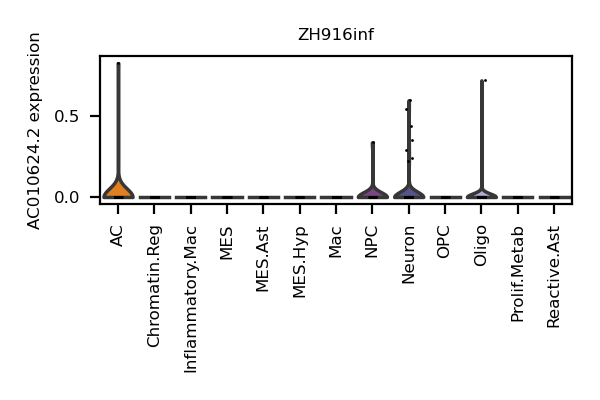 ZH916inf
AC010624.2 expression
0.5
0.0
AC
Chromatin.Reg
Inflammatory.Mac
MES
MES.Ast
MES.Hyp
Mac
NPC
Neuron
OPC
Oligo
Prolif.Metab
Reactive.Ast